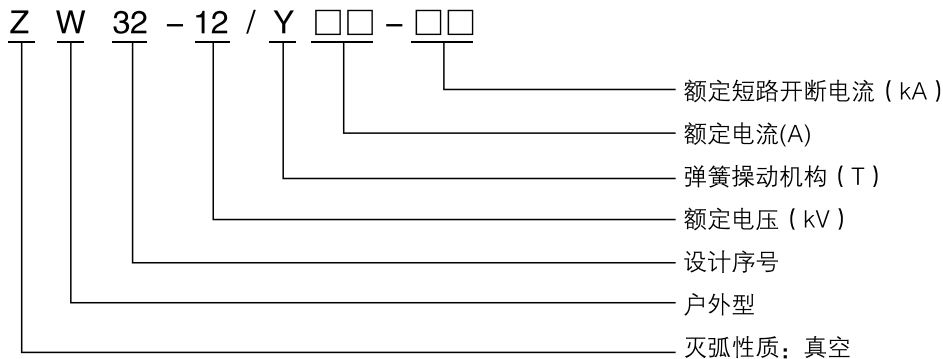 ZW32-12/Y□□-□□
额定短路开断电流（kA）
额定电流(A)
弹簧操动机构（T）
额定电压（kV）
设计序号
户外型
灭弧性质：真空